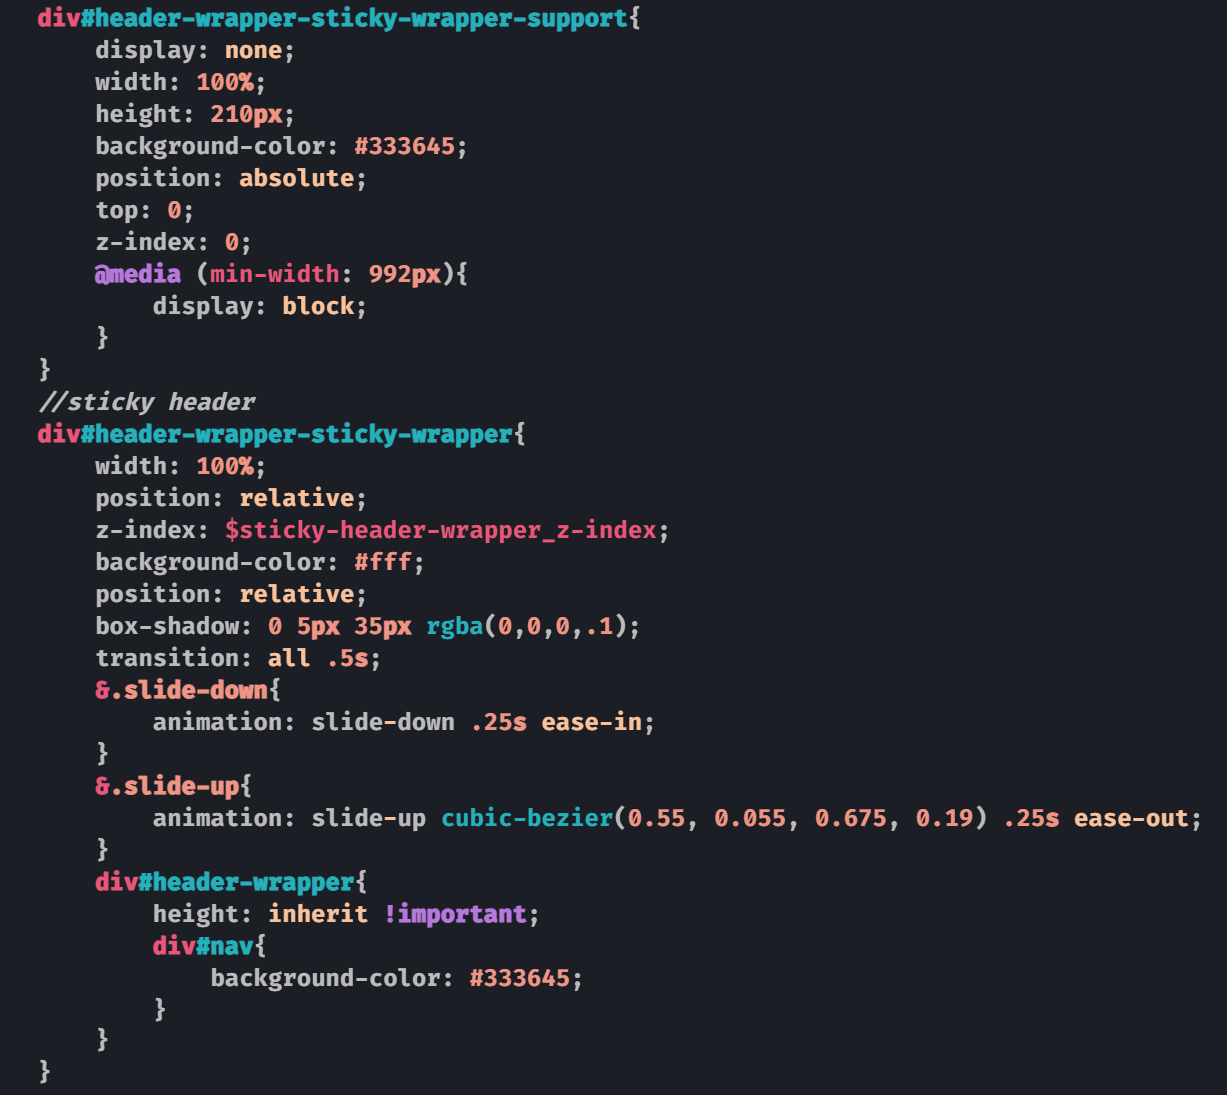 div#header-wrapper-sticky-wrapper-support{
    display: none;
    width: 100%;
    height: 210px;
    background-color: #333645;
    position: absolute;
    top: 0;
    z-index: 0;
    @media (min-width: 992px){
        display: block;
    }
}
//sticky header
div#header-wrapper-sticky-wrapper{
    width: 100%;
    position: relative;
    z-index: $sticky-header-wrapper_z-index;
    background-color: #fff;
    position: relative;
    box-shadow: 0 5px 35px rgba(0,0,0,.1);
    transition: all .5s;
    &.slide-down{
        animation: slide-down .25s ease-in;
    }
    &.slide-up{
        animation: slide-up cubic-bezier(0.55, 0.055, 0.675, 0.19) .25s ease-out;
    }
    div#header-wrapper{
        height: inherit !important;
        div#nav{
            background-color: #333645;
        }
    }
}